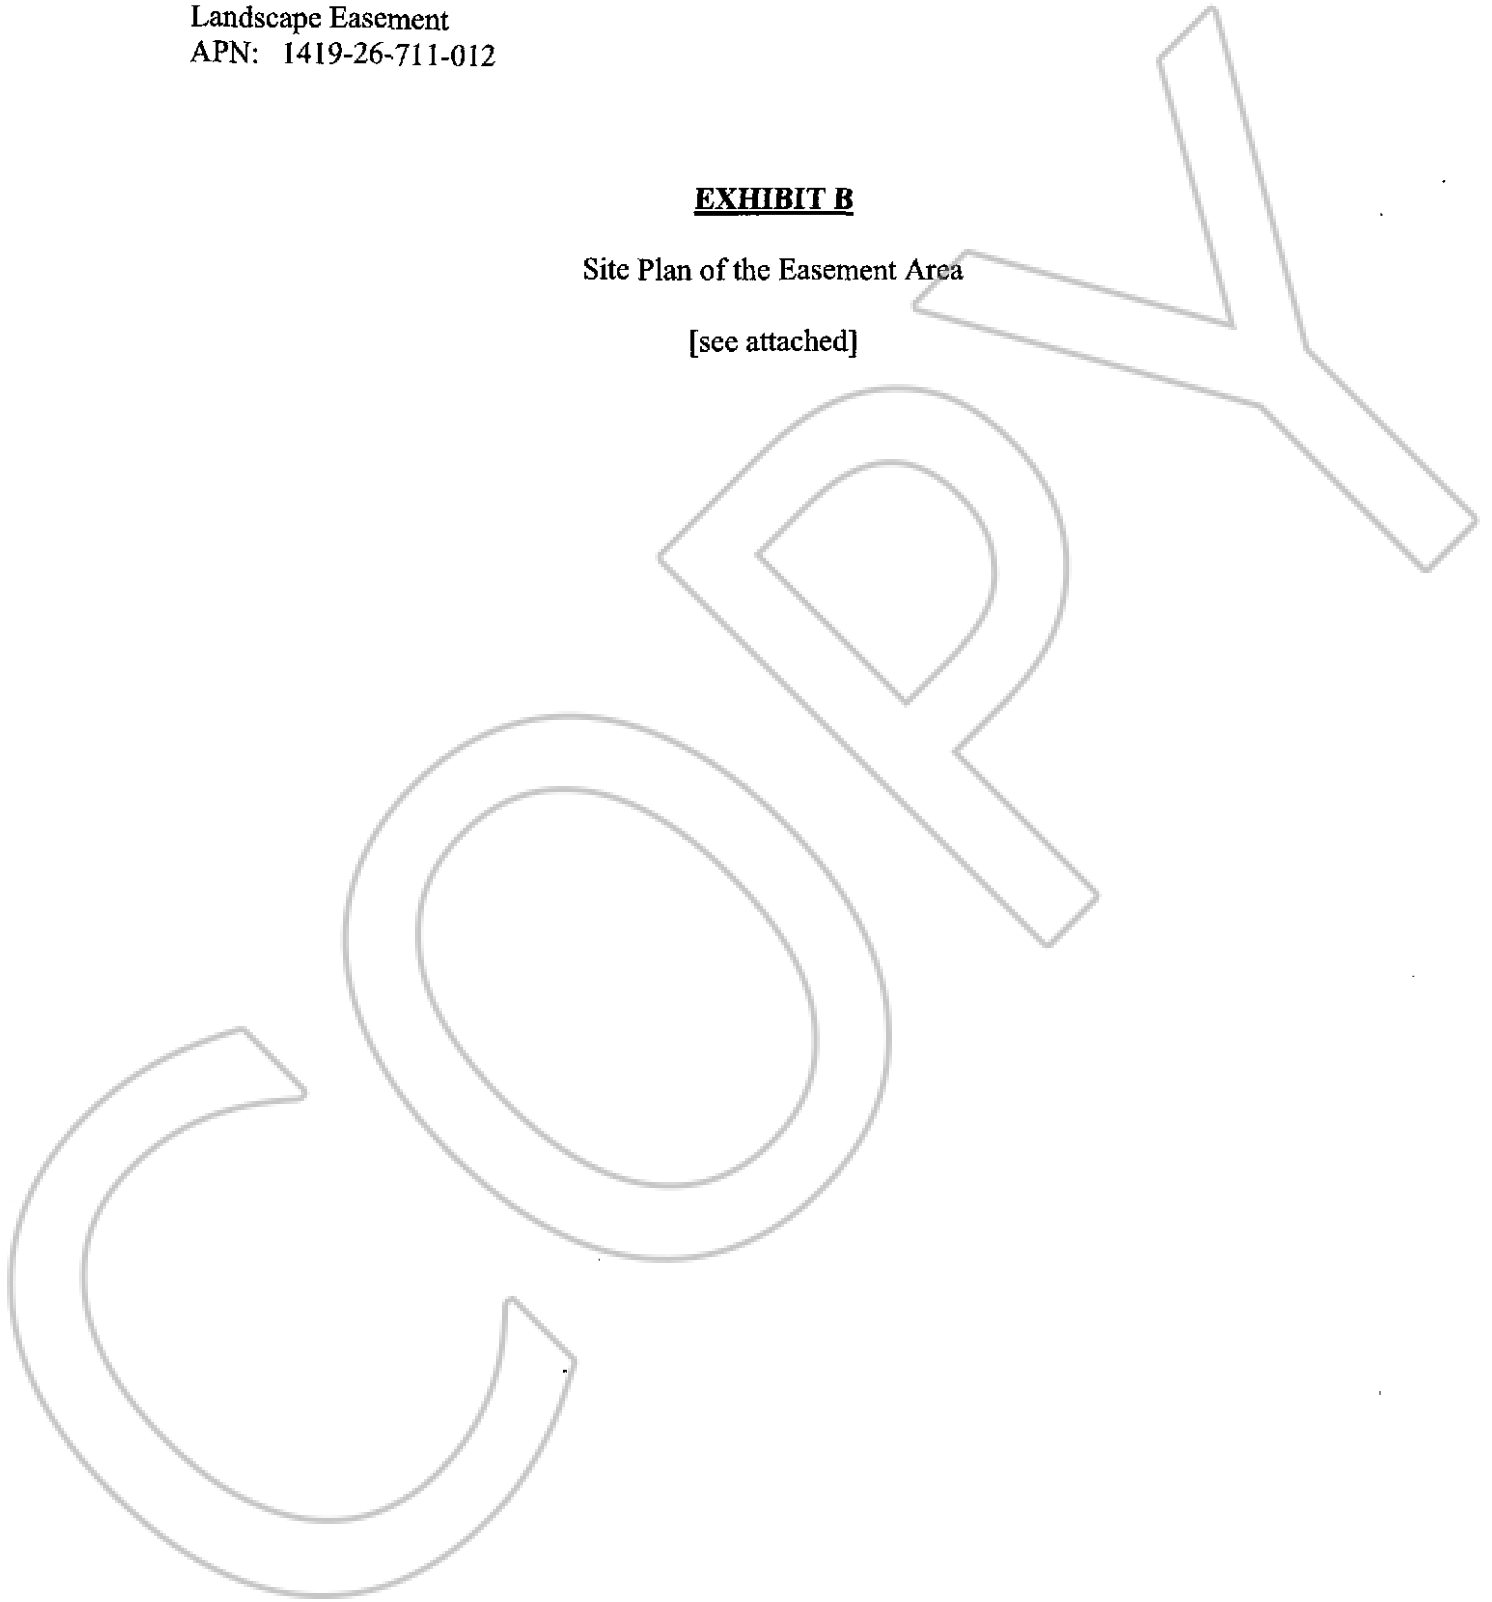 Landscape Easement
APN: 1419-26-711-012
EXHIBIT B
Site Plan of the Easement Area
[see attached]
COPY